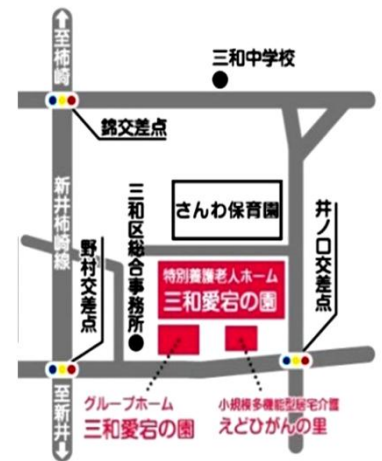 至柿崎
三和中学校
錦交差点
新井柿崎線
さんわ保育園
三和区総合事務所
井ノ口交差点
野村交差点
特別養護老人ホーム
三和愛宕の園
至新井
グループホーム
三和愛宕の園
小規模多機能型居宅介護
えどひがんの里